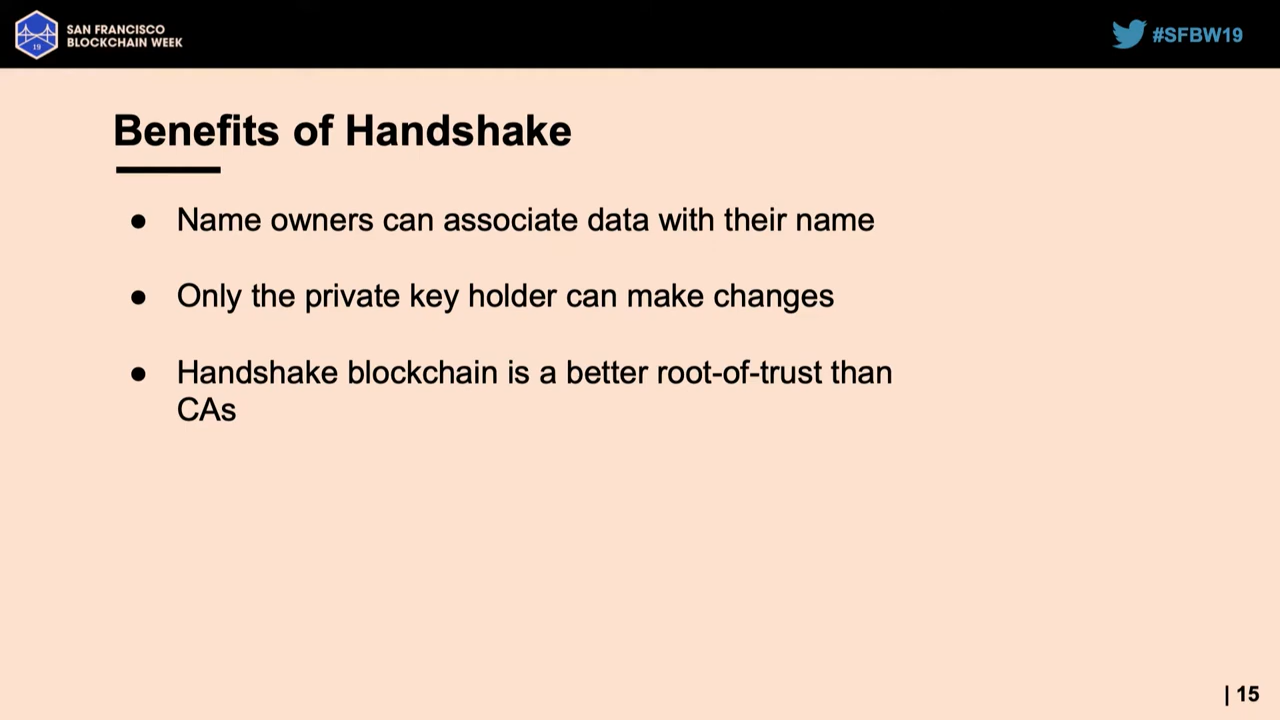 SAN FRANCISCO
BLOCKCHAIN WEEK
19
#SFBW19
Benefits of Handshake
● Name owners can associate data with their name
● Only the private key holder can make changes
● Handshake blockchain is a better root-of-trust than
CAs
| 15